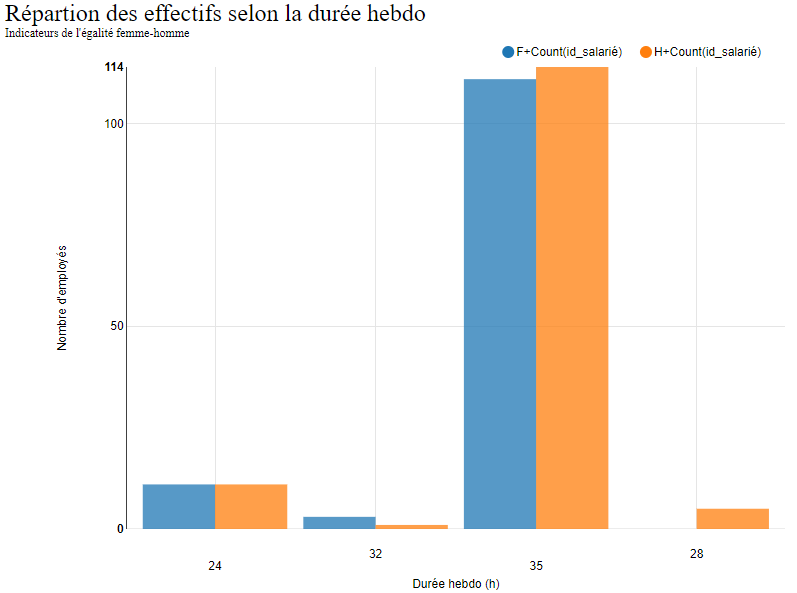 Répartion des effectifs selon la durée hebdo
Indicateurs de l'égalité femme-homme
F+Count(id_salarié) H+Count(id_salarié)
114
100
50
0
Nombre d'employés
24 32 35 28
Durée hebdo (h)